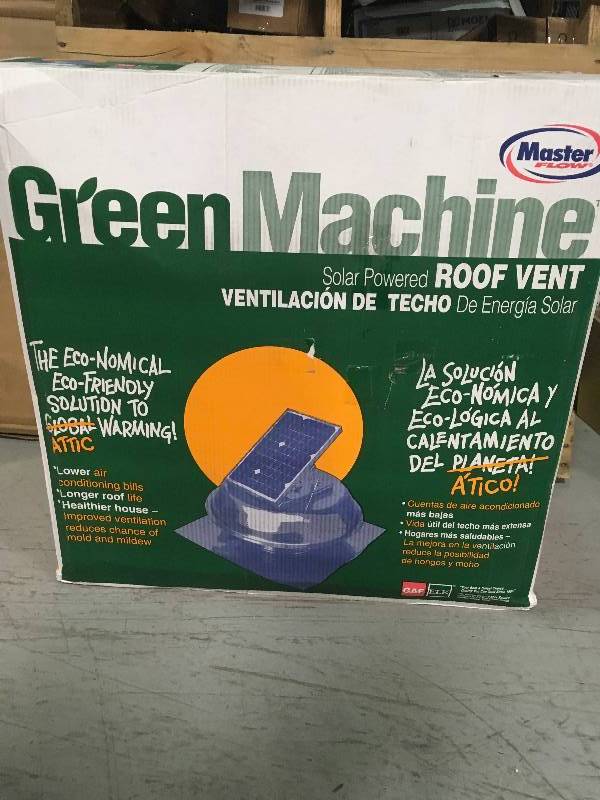 Master
FLOW
Green Machine
Solar Powered ROOF VENT
VENTILACIÓN DE TECHO De Energía Solar
THE ECO-NOMICAL
ECO-FRIENDLY
SOLUTION TO
GLOBAL WARMING!
ATTIC
*Lower air
conditioning bills
*Longer roof life
*Healthier house –
improved ventilation
reduces chance of
mold and mildew
LA SOLUCIÓN
ECO-NÓMICA Y
ECO-LÓGICA AL
CALENTAMIENTO
DEL PLANETA!
ÁTICO!
• Cuentas de aire acondicionado
más bajas
• Vida útil del techo más extensa
• Hogares más saludables –
La mejora en la ventilación
reduce la posibilidad
de hongos y moho
GAF ELK